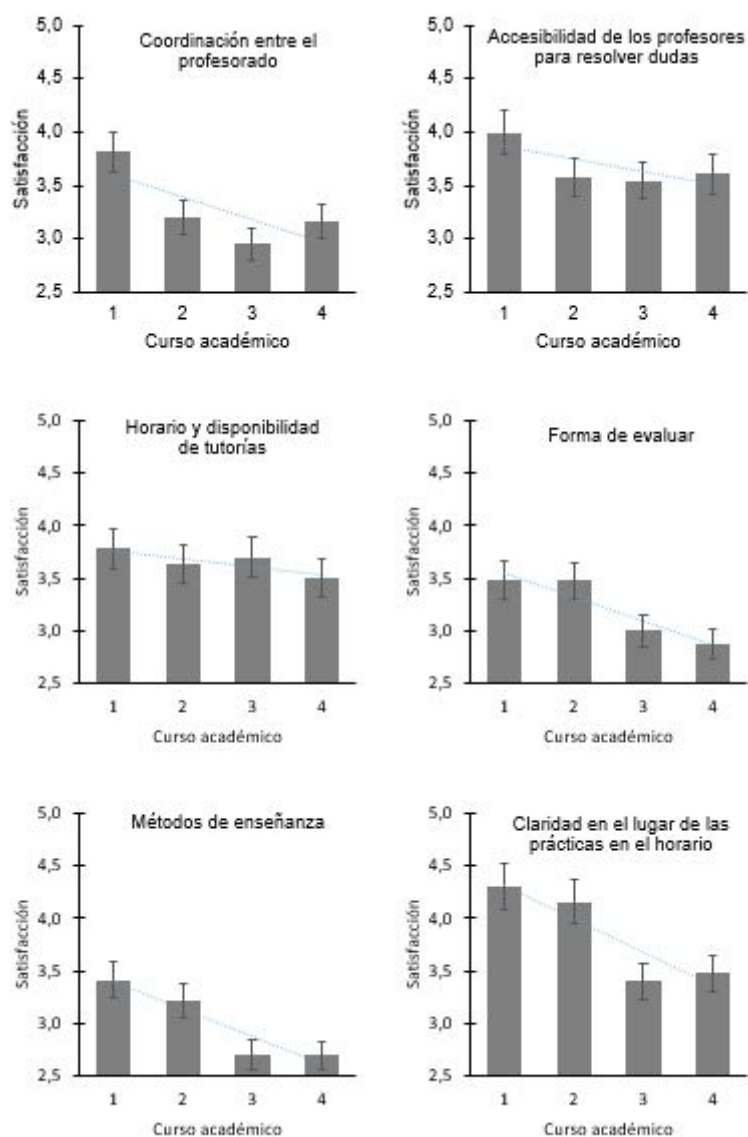 Coordinación entre el
profesorado
5,0
4,5
4,0
3,5
3,0
2,5
Satisfacción
1 2 3 4
Curso académico
Accesibilidad de los profesores
para resolver dudas
5,0
4,5
4,0
3,5
3,0
2,5
Satisfacción
1 2 3 4
Curso académico
Horario y disponibilidad
de tutorías
5,0
4,5
4,0
3,5
3,0
2,5
Satisfacción
1 2 3 4
Curso académico
Forma de evaluar
5,0
4,5
4,0
3,5
3,0
2,5
Satisfacción
1 2 3 4
Curso académico
Métodos de enseñanza
5,0
4,5
4,0
3,5
3,0
2,5
Satisfacción
1 2 3 4
Curso académico
Claridad en el lugar de las
prácticas en el horario
5,0
4,5
4,0
3,5
3,0
2,5
Satisfacción
1 2 3 4
Curso académico